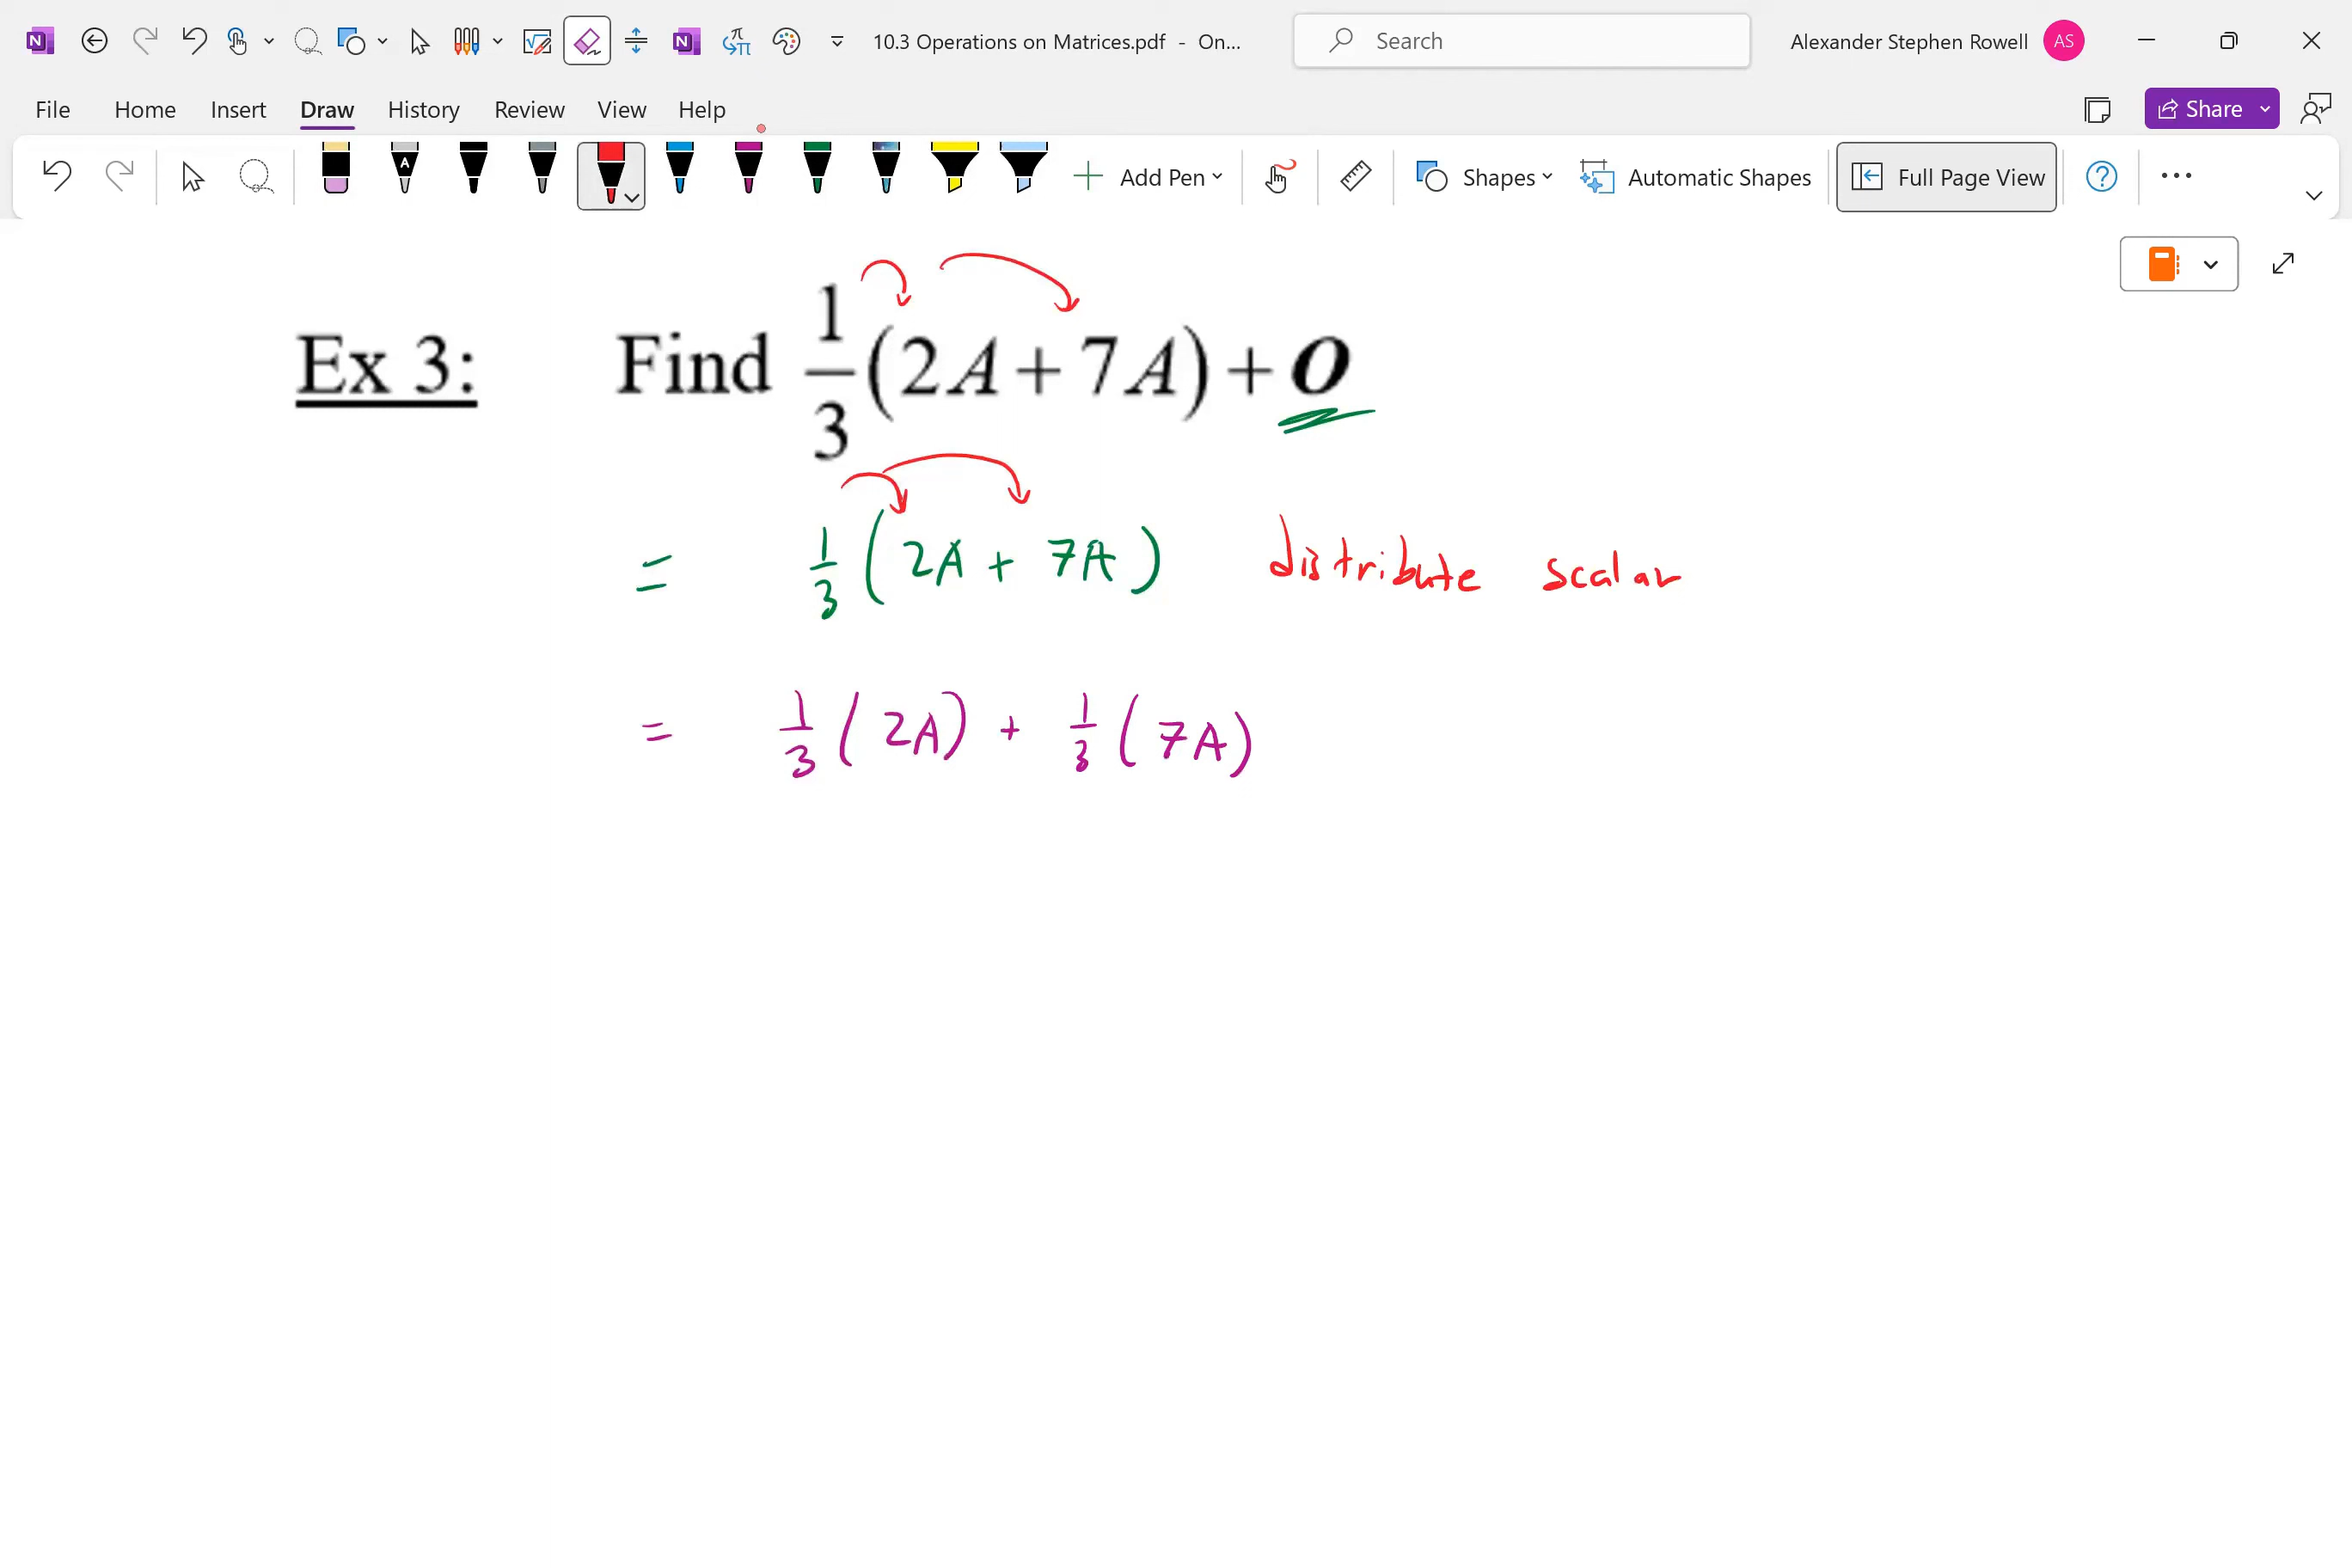 10.3 Operations on Matrices.pdf - On...
Search
Alexander Stephen Rowell
AS
File Home Insert Draw History Review View Help
Share
A
Add Pen
Shapes
Automatic Shapes
Full Page View
Ex 3: Find 1/3(2A+7A)+O
= 1/3 (2A + 7A) distribute scalar
= 1/3 (2A) + 1/3 (7A)